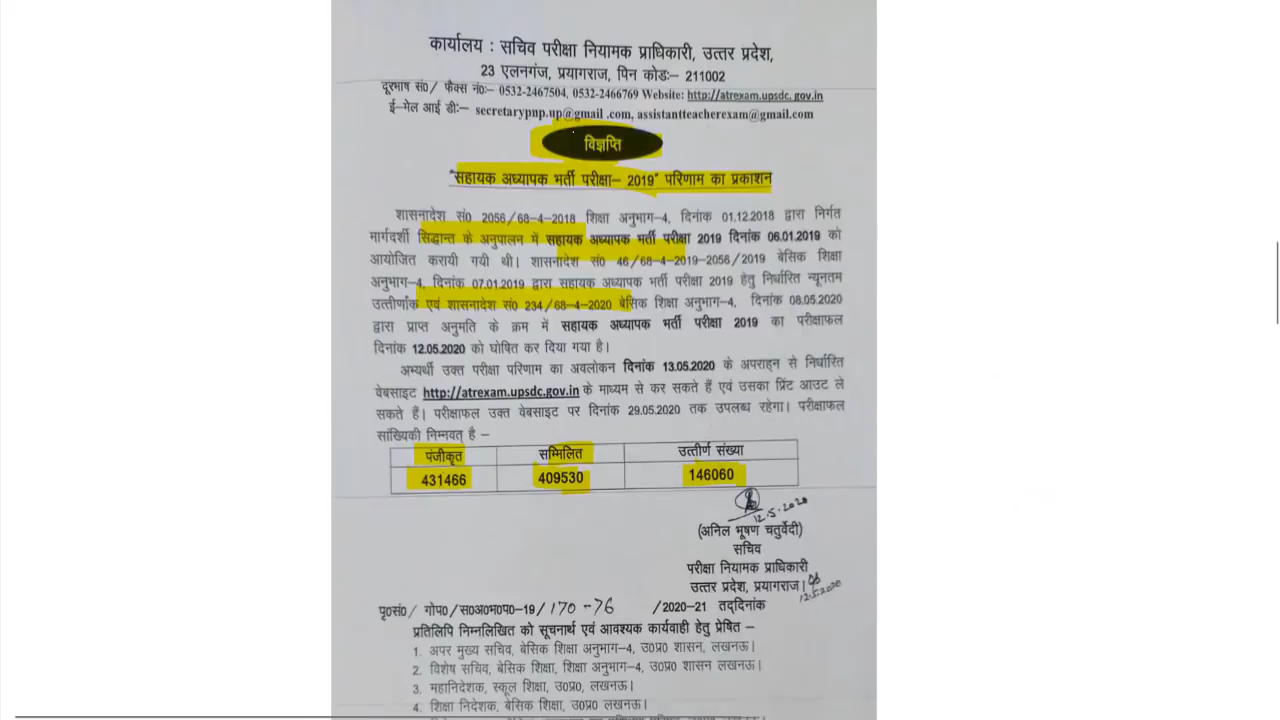 कार्यालय : सचिव परीक्षा नियामक प्राधिकारी, उत्तर प्रदेश,
23 एलनगंज, प्रयागराज, पिन कोडः- 211002
दूरभाष सं0/ फैक्स नं0:- 0532-2467504, 0532-2466769 Website: http://atrexam.upsdc.gov.in
ई-मेल आई डी:- secretarypnp.up@gmail .com, assistantteacherexam@gmail.com
विज्ञप्ति
"सहायक अध्यापक भर्ती परीक्षा- 2019" परिणाम का प्रकाशन
शासनादेश सं0 2056/68-4-2018 शिक्षा अनुभाग-4, दिनांक 01.12.2018 द्वारा निर्गत
मार्गदर्शी सिद्धान्त के अनुपालन में सहायक अध्यापक भर्ती परीक्षा 2019 दिनांक 06.01.2019 को
आयोजित करायी गयी थी। शासनादेश सं0 46/68-4-2019-2056/2019 बेसिक शिक्षा
अनुभाग-4, दिनांक 07.01.2019 द्वारा सहायक अध्यापक भर्ती परीक्षा 2019 हेतु निर्धारित न्यूनतम
उत्तीर्णांक एवं शासनादेश सं0 234/68-4-2020 बेसिक शिक्षा अनुभाग-4, दिनांक 08.05.2020
द्वारा प्राप्त अनुमति के क्रम में सहायक अध्यापक भर्ती परीक्षा 2019 का परीक्षाफल
दिनांक 12.05.2020 को घोषित कर दिया गया है।
अभ्यर्थी उक्त परीक्षा परिणाम का अवलोकन दिनांक 13.05.2020 के अपराहन से निर्धारित
वेबसाइट http://atrexam.upsdc.gov.in के माध्यम से कर सकते हैं एवं उसका प्रिंट आउट ले
सकते हैं। परीक्षाफल उक्त वेबसाइट पर दिनांक 29.05.2020 तक उपलब्ध रहेगा। परीक्षाफल
सांख्यिकी निम्नवत् है –
पंजीकृत सम्मिलित उत्तीर्ण संख्या
431466 409530 146060
12.5.2020
(अनिल भूषण चतुर्वेदी)
सचिव
परीक्षा नियामक प्राधिकारी
उत्तर प्रदेश, प्रयागराज।
12.5.2020
पृ0सं0/ गोप0/स0अ0भ0प0-19/170-76 /2020-21 तद्दिनांक
प्रतिलिपि निम्नलिखित को सूचनार्थ एवं आवश्यक कार्यवाही हेतु प्रेषित –
1. अपर मुख्य सचिव, बेसिक शिक्षा अनुभाग-4, उ0प्र0 शासन, लखनऊ।
2. विशेष सचिव, बेसिक शिक्षा, शिक्षा अनुभाग-4, उ0प्र0 शासन लखनऊ।
3. महानिदेशक, स्कूल शिक्षा, उ0प्र0, लखनऊ।
4. शिक्षा निदेशक, बेसिक शिक्षा, उ0प्र0 लखनऊ।